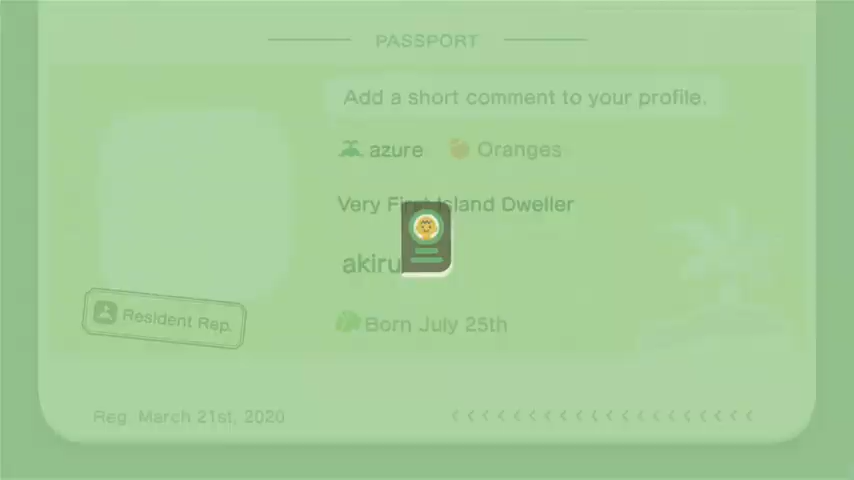 PASSPORT
Add a short comment to your profile.
azure Oranges
Very First Island Dweller
akiru
Born July 25th
Resident Rep.
Reg. March 21st, 2020